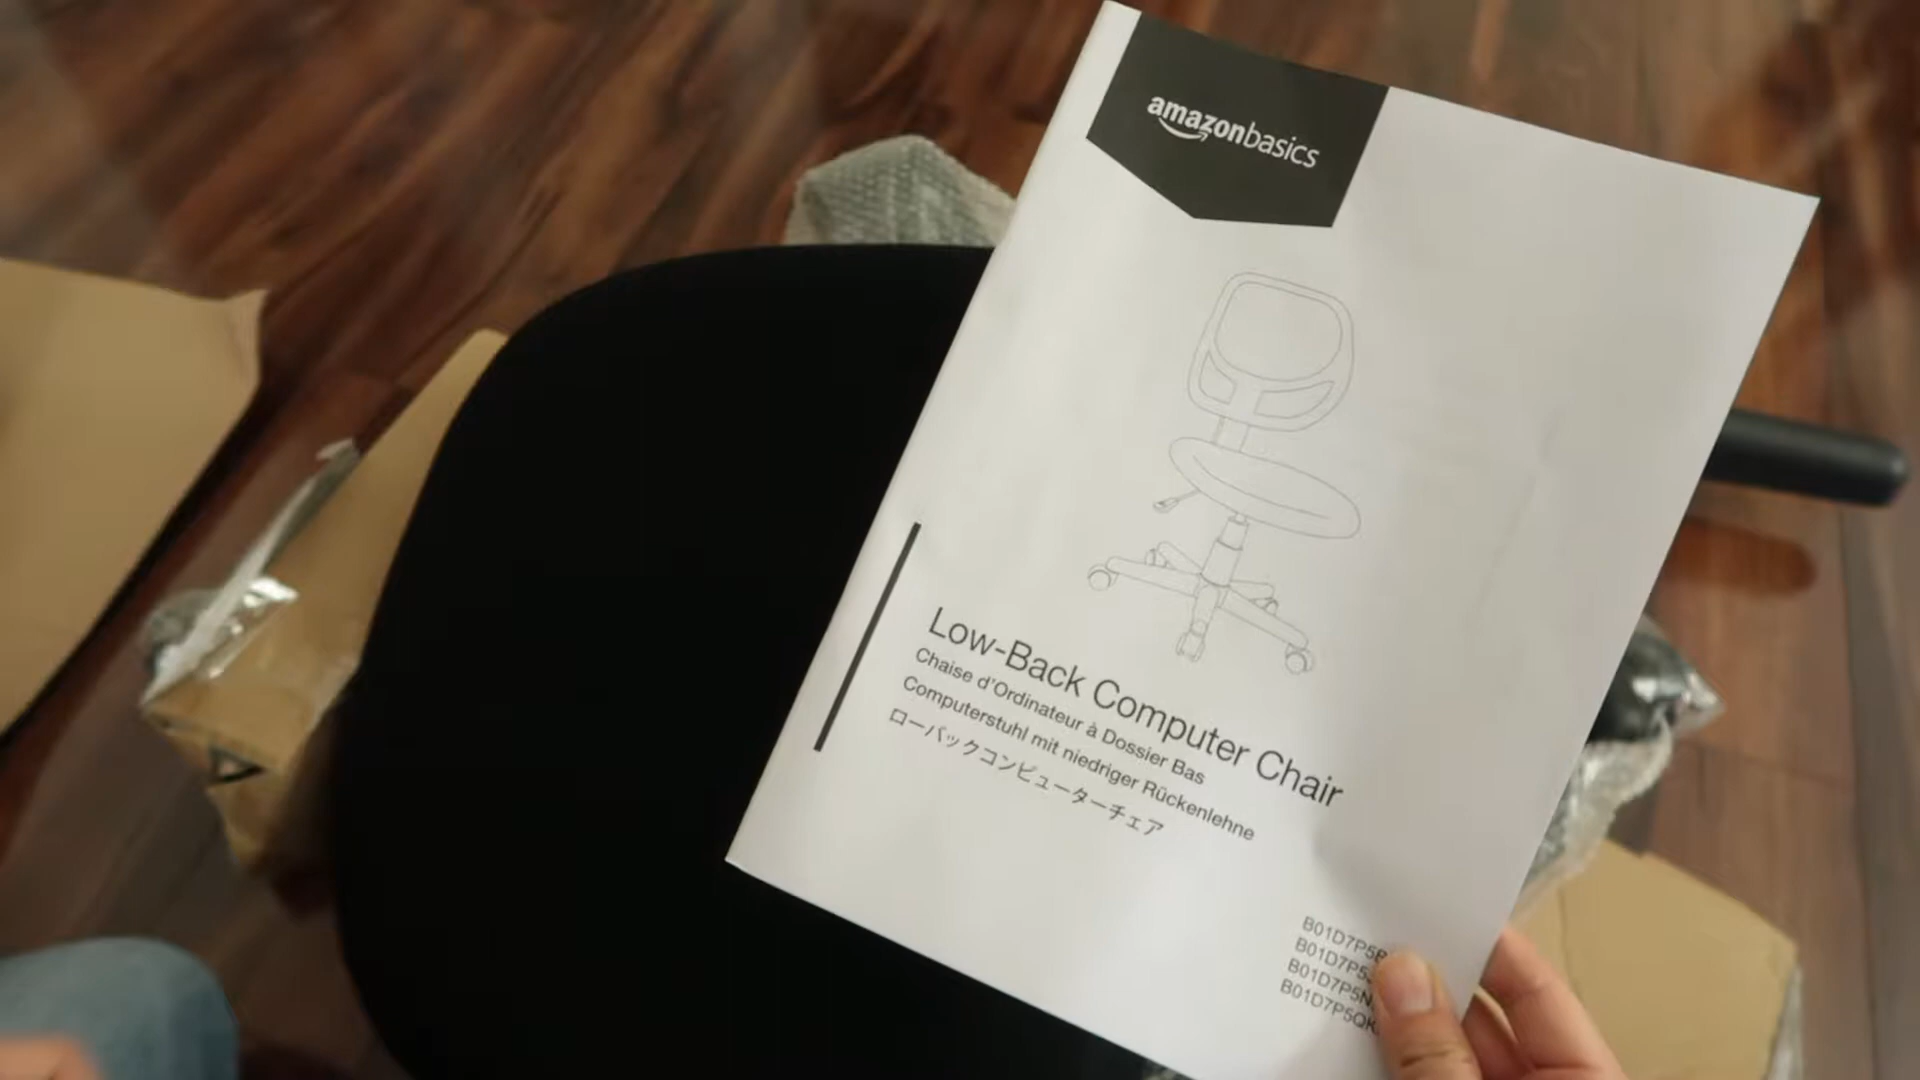 amazonbasics
Low-Back Computer Chair
Chaise d'Ordinateur à Dossier Bas
Computerstuhl mit niedriger Rückenlehne
ローバックコンピューターチェア